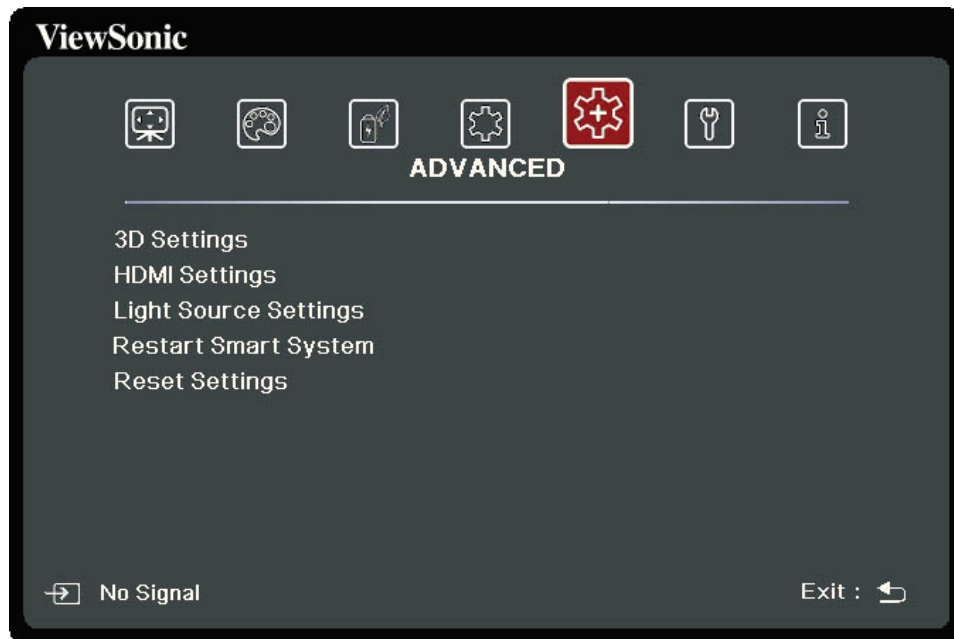 ViewSonic
ADVANCED
3D Settings
HDMI Settings
Light Source Settings
Restart Smart System
Reset Settings
No Signal
Exit :